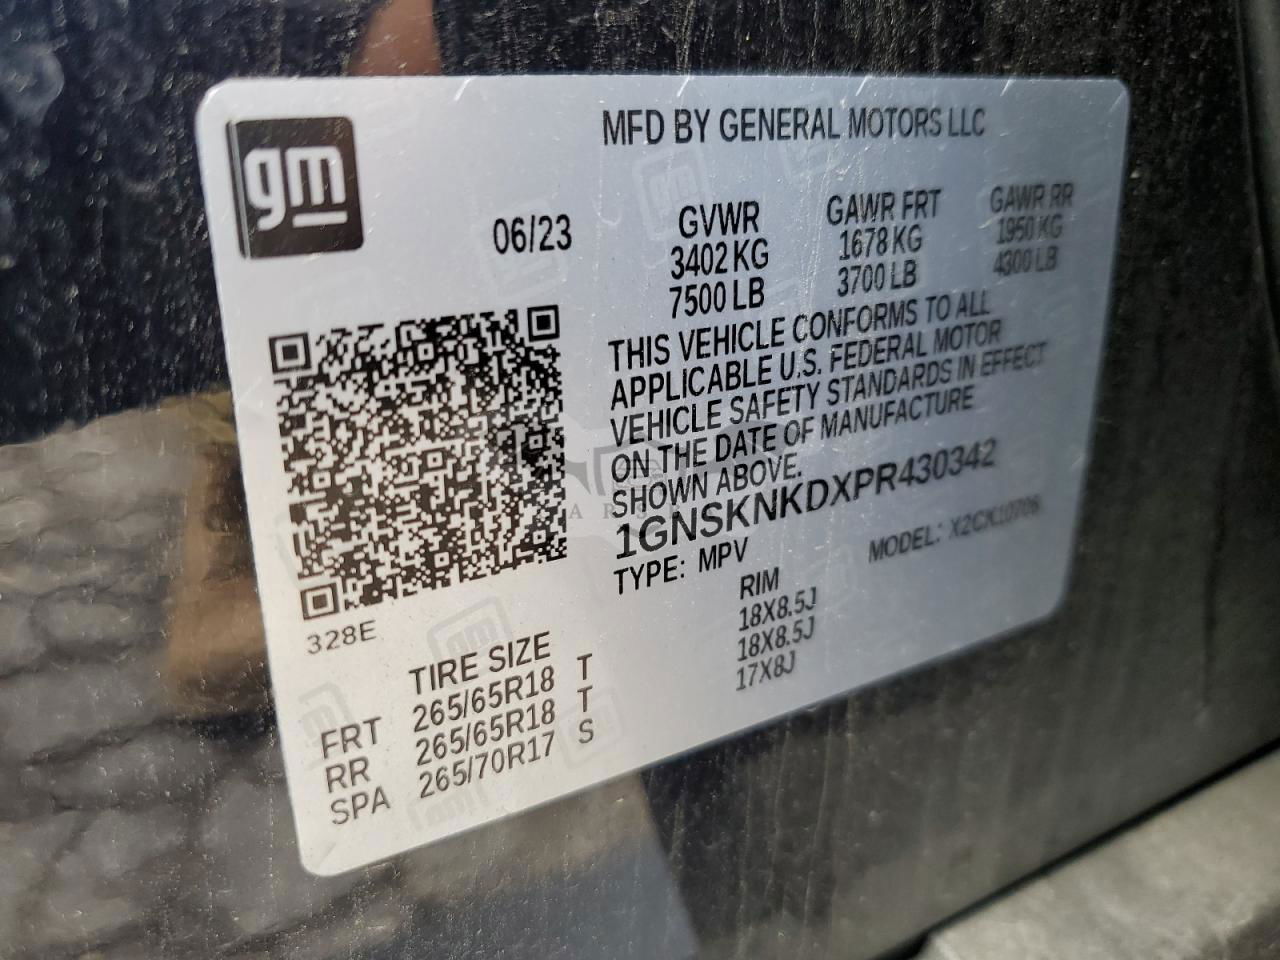 gm
MFD BY GENERAL MOTORS LLC
06/23
GVWR
3402 KG
7500 LB
GAWR FRT
1678 KG
3700 LB
GAWR RR
1950 KG
4300 LB
THIS VEHICLE CONFORMS TO ALL
APPLICABLE U.S. FEDERAL MOTOR
VEHICLE SAFETY STANDARDS IN EFFECT
ON THE DATE OF MANUFACTURE
SHOWN ABOVE.
1GNSKNKDXPR430342
TYPE: MPV
MODEL: X2CK10706
328E
TIRE SIZE
RIM
FRT 265/65R18 T 18X8.5J
RR 265/65R18 T 18X8.5J
SPA 265/70R17 S 17X8J